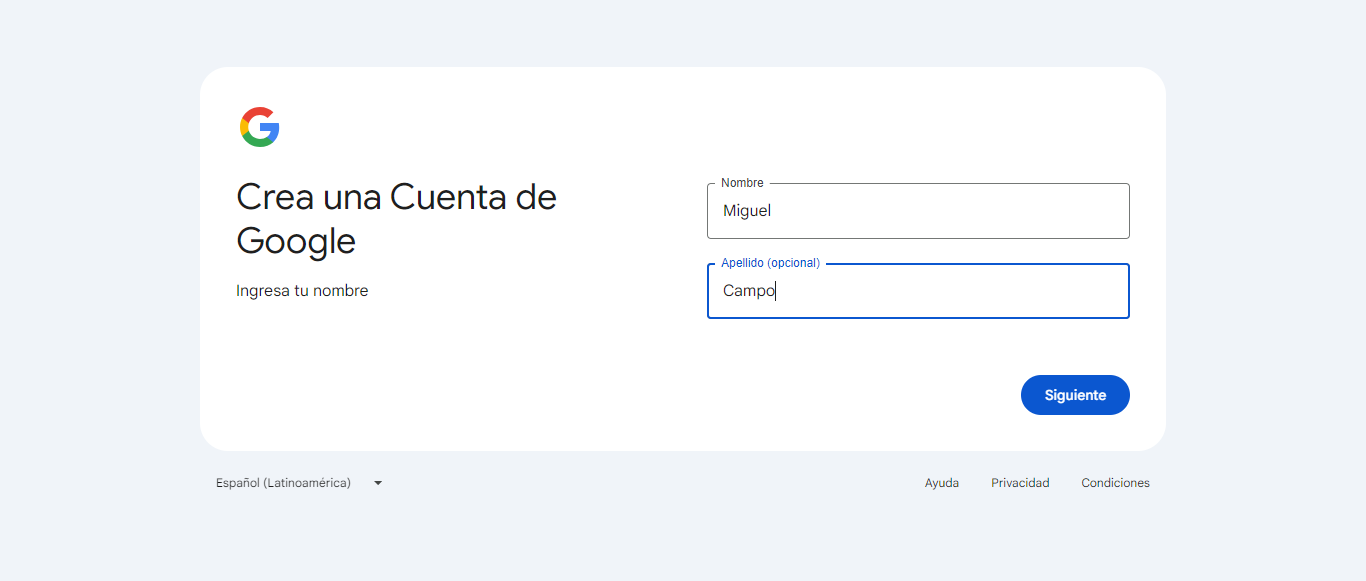 Crea una Cuenta de
Google
Ingresa tu nombre
Nombre
Miguel
Apellido (opcional)
Campo
Siguiente
Español (Latinoamérica)
Ayuda
Privacidad
Condiciones